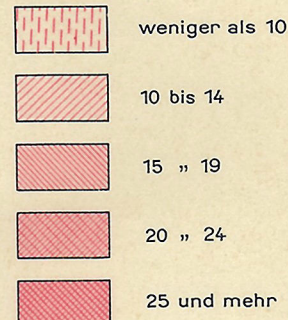 weniger als 10
10 bis 14
15 „ 19
20 „ 24
25 und mehr